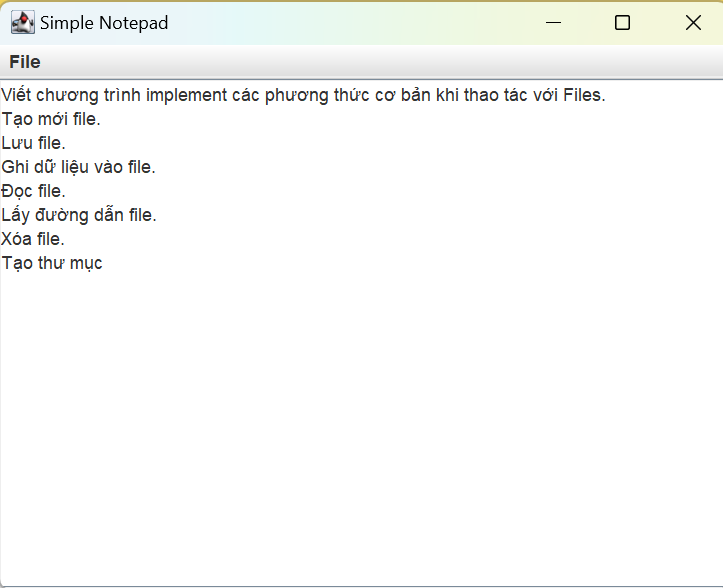 Simple Notepad
File
Viết chương trình implement các phương thức cơ bản khi thao tác với Files.
Tạo mới file.
Lưu file.
Ghi dữ liệu vào file.
Đọc file.
Lấy đường dẫn file.
Xóa file.
Tạo thư mục